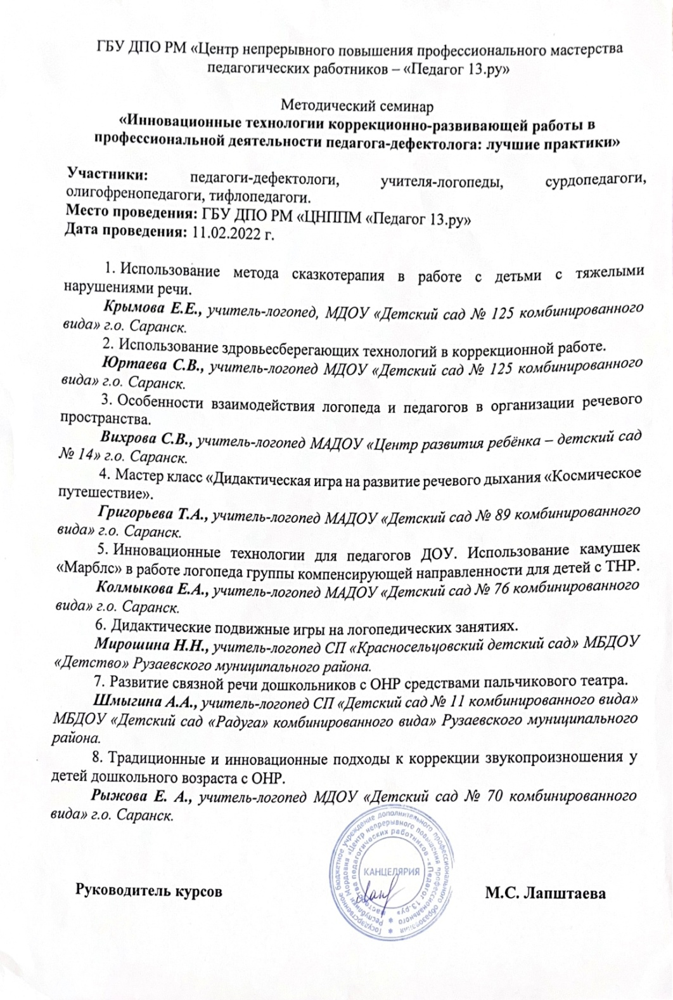 ГБУ ДПО РМ «Центр непрерывного повышения профессионального мастерства
педагогических работников – «Педагог 13.ру»
Методический семинар
«Инновационные технологии коррекционно-развивающей работы в
профессиональной деятельности педагога-дефектолога: лучшие практики»
Участники: педагоги-дефектологи, учителя-логопеды, сурдопедагоги,
олигофренопедагоги, тифлопедагоги.
Место проведения: ГБУ ДПО РМ «ЦНППМ «Педагог 13.ру»
Дата проведения: 11.02.2022 г.
1. Использование метода сказкотерапия в работе с детьми с тяжелыми
нарушениями речи.
Крымова Е.Е., учитель-логопед, МДОУ «Детский сад № 125 комбинированного
вида» г.о. Саранск.
2. Использование здровьесберегающих технологий в коррекционной работе.
Юртаева С.В., учитель-логопед МДОУ «Детский сад № 125 комбинированного
вида» г.о. Саранск.
3. Особенности взаимодействия логопеда и педагогов в организации речевого
пространства.
Вихрова С.В., учитель-логопед МАДОУ «Центр развития ребёнка – детский сад
№ 14» г.о. Саранск.
4. Мастер класс «Дидактическая игра на развитие речевого дыхания «Космическое
путешествие».
Григорьева Т.А., учитель-логопед МАДОУ «Детский сад № 89 комбинированного
вида» г.о. Саранск.
5. Инновационные технологии для педагогов ДОУ. Использование камушек
«Марблс» в работе логопеда группы компенсирующей направленности для детей с ТНР.
Колмыкова Е.А., учитель-логопед МАДОУ «Детский сад № 76 комбинированного
вида» г.о. Саранск.
6. Дидактические подвижные игры на логопедических занятиях.
Мирошина Н.Н., учитель-логопед СП «Красносельцовский детский сад» МБДОУ
«Детство» Рузаевского муниципального района.
7. Развитие связной речи дошкольников с ОНР средствами пальчикового театра.
Шмыгина А.А., учитель-логопед СП «Детский сад № 11 комбинированного вида»
МБДОУ «Детский сад «Радуга» комбинированного вида» Рузаевского муниципального
района.
8. Традиционные и инновационные подходы к коррекции звукопроизношения у
детей дошкольного возраста с ОНР.
Рыжова Е. А., учитель-логопед МДОУ «Детский сад № 70 комбинированного
вида» г.о. Саранск.
Государственное бюджетное учреждение дополнительного профессионального образования
Республики Мордовия «Центр непрерывного повышения профессионального
мастерства педагогических работников - «Педагог 13.ру»
КАНЦЕЛЯРИЯ
Руководитель курсов М.С. Лапштаева